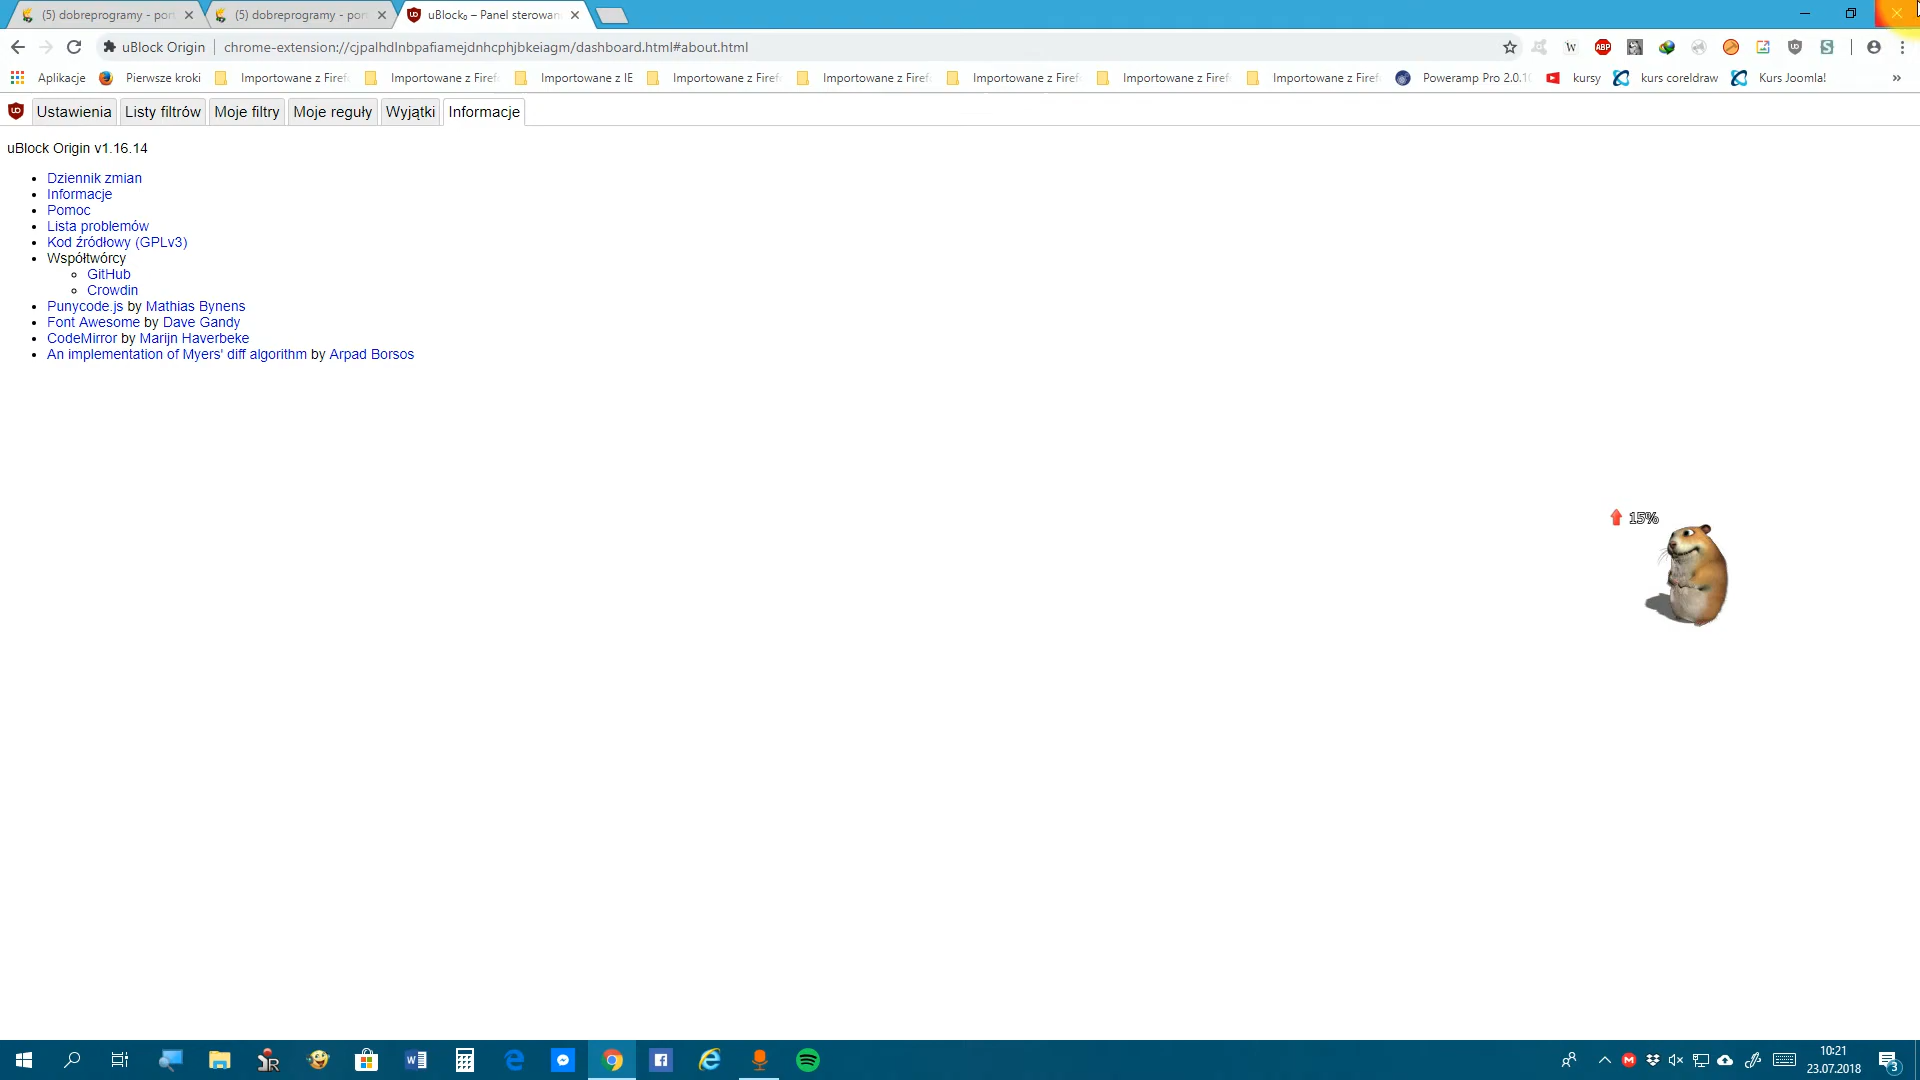 (5) dobreprogramy - por
(5) dobreprogramy - por
uBlock₀ – Panel sterowan
uBlock Origin
chrome-extension://cjpalhdlnbpafiamejdnhcphjbkeiagm/dashboard.html#about.html
W
ABP
S
Aplikacje
Pierwsze kroki
Importowane z Firef
Importowane z Firef
Importowane z IE
Importowane z Firef
Importowane z Firef
Importowane z Firef
Importowane z Firef
Importowane z Firef
Poweramp Pro 2.0.10
kursy
kurs coreldraw
Kurs Joomla!
»
Ustawienia
Listy filtrów
Moje filtry
Moje reguły
Wyjątki
Informacje
uBlock Origin v1.16.14
Dziennik zmian
Informacje
Pomoc
Lista problemów
Kod źródłowy (GPLv3)
Współtwórcy
GitHub
Crowdin
Punycode.js by Mathias Bynens
Font Awesome by Dave Gandy
CodeMirror by Marijn Haverbeke
An implementation of Myers' diff algorithm by Arpad Borsos
15%
10:21
23.07.2018
3